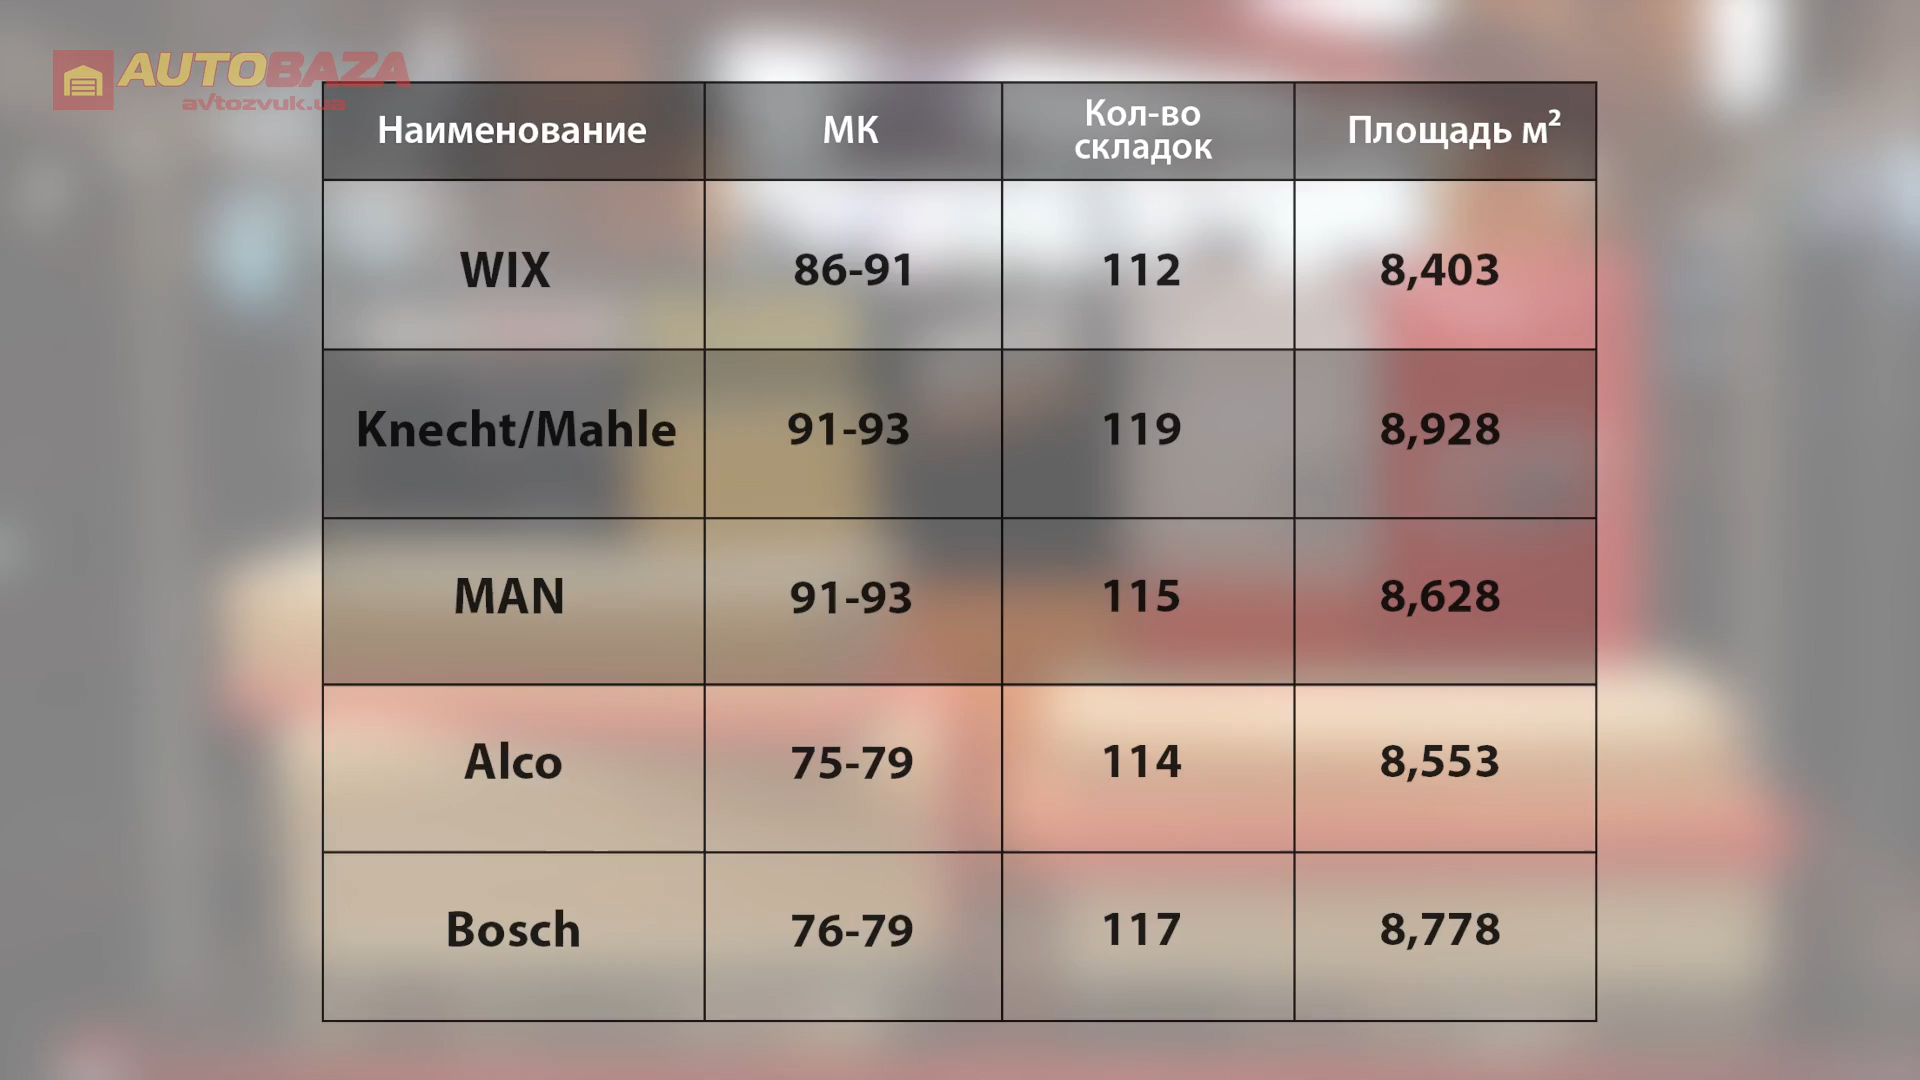 AUTOBAZA
avtozvuk.ua
Наименование МК Кол-во складок Площадь м²
WIX 86-91 112 8,403
Knecht/Mahle 91-93 119 8,928
MAN 91-93 115 8,628
Alco 75-79 114 8,553
Bosch 76-79 117 8,778